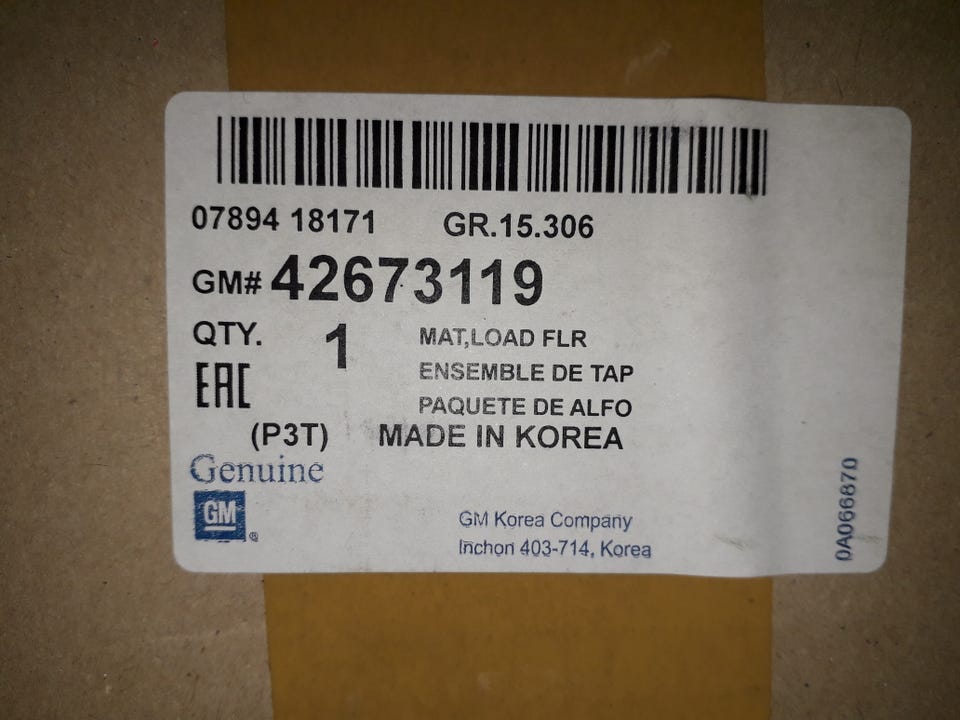 07894 18171 GR.15.306
GM# 42673119
QTY. 1 MAT,LOAD FLR
ENSEMBLE DE TAP
EAC
PAQUETE DE ALFO
(P3T) MADE IN KOREA
Genuine
GM ®
GM Korea Company
Inchon 403-714, Korea
0A066870